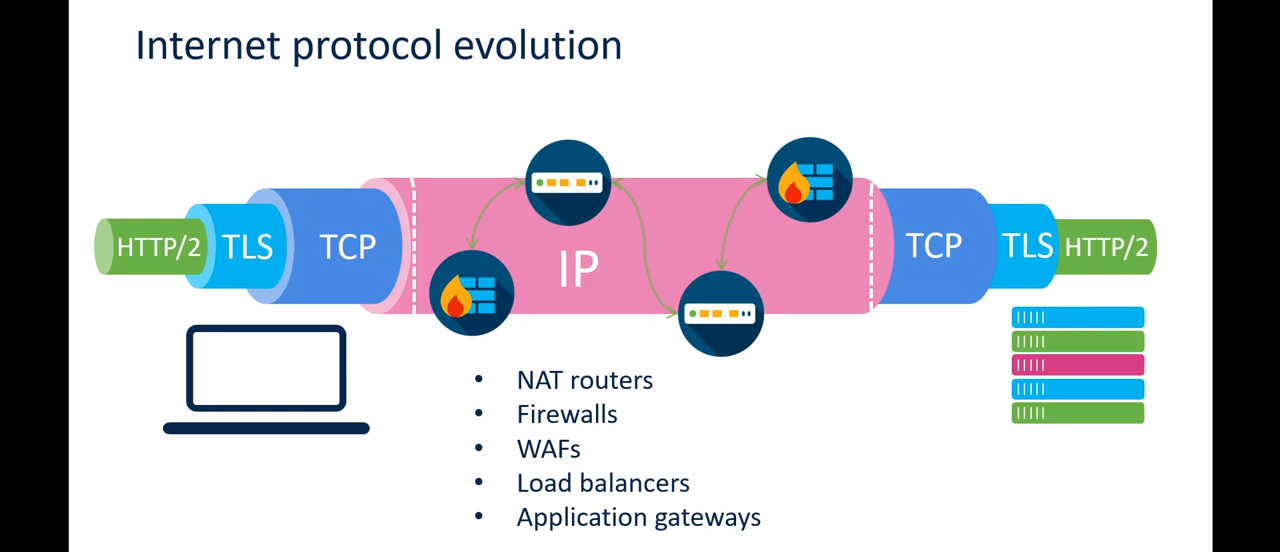 Internet protocol evolution
HTTP/2 TLS TCP IP TCP TLS HTTP/2
• NAT routers
• Firewalls
• WAFs
• Load balancers
• Application gateways